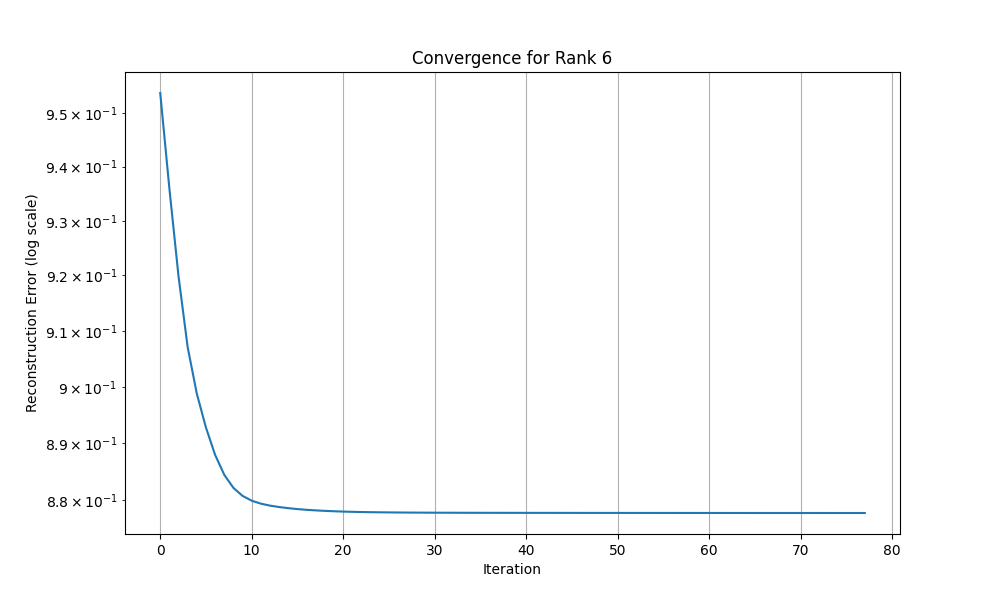 Convergence for Rank 6
Reconstruction Error (log scale)
9.5 × 10⁻¹
9.4 × 10⁻¹
9.3 × 10⁻¹
9.2 × 10⁻¹
9.1 × 10⁻¹
9 × 10⁻¹
8.9 × 10⁻¹
8.8 × 10⁻¹
0 10 20 30 40 50 60 70 80
Iteration